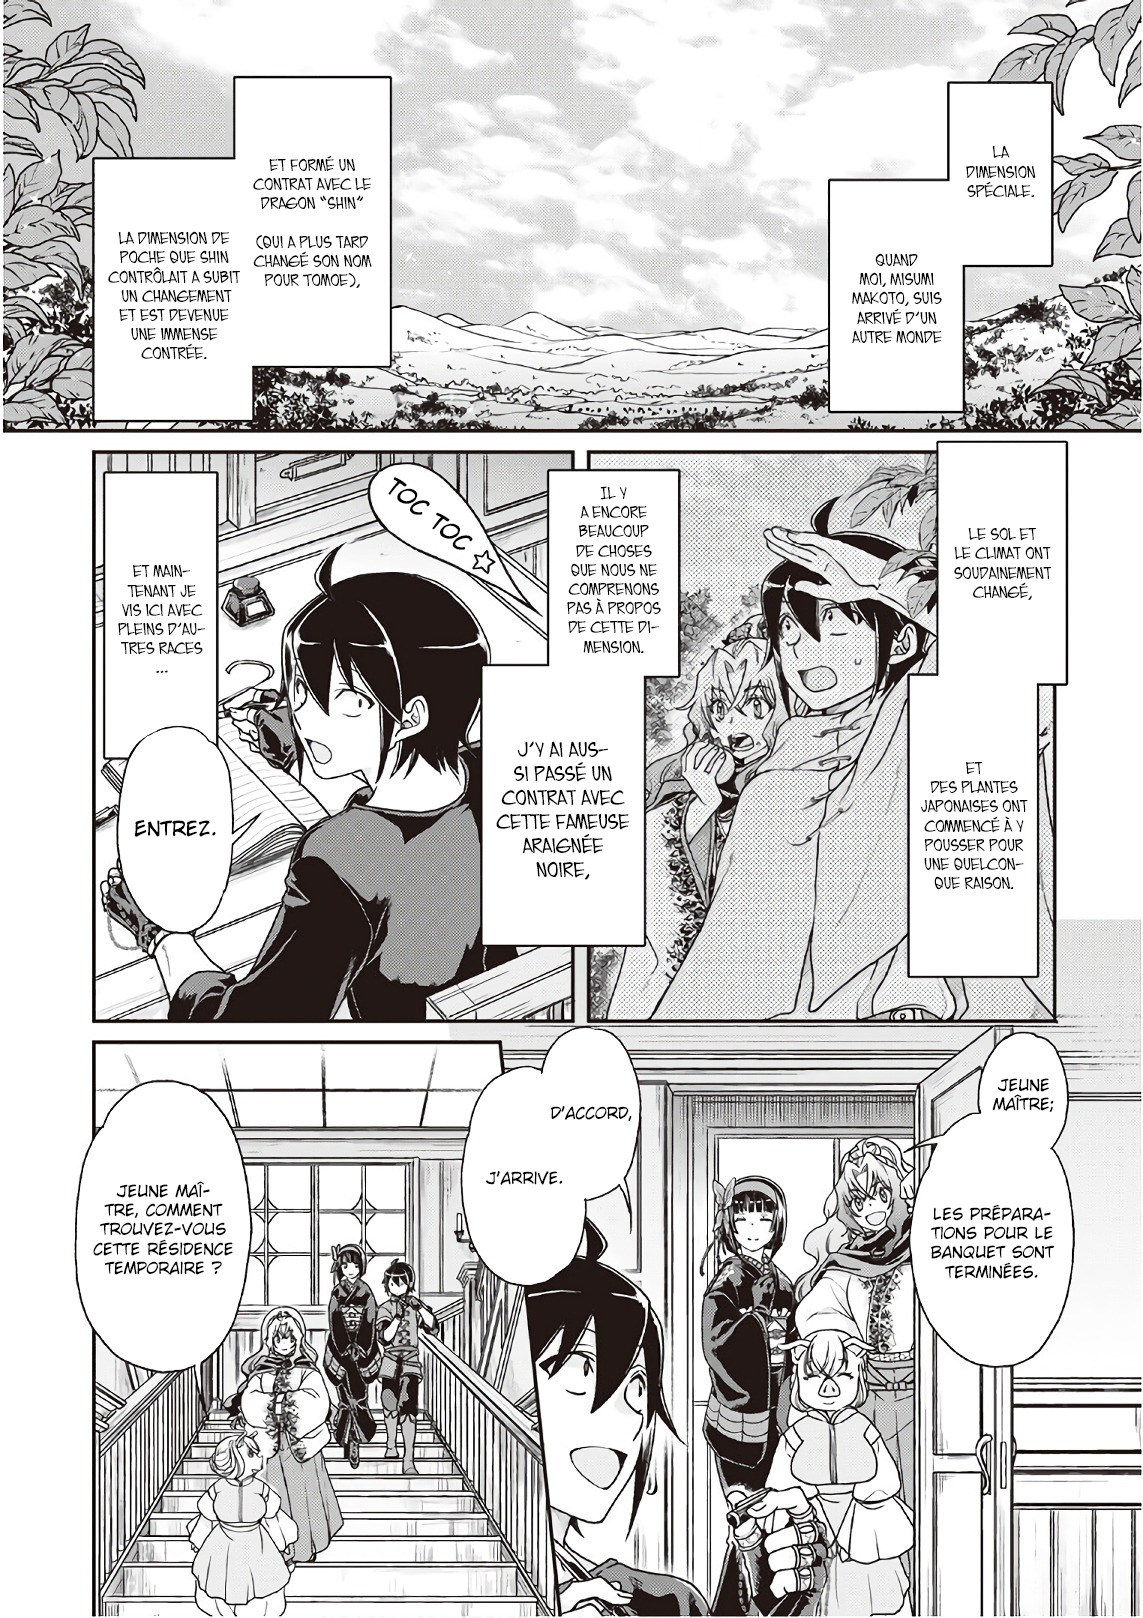 LA
DIMENSION
SPÉCIALE.
QUAND
MOI, MISUMI
MAKOTO, SUIS
ARRIVÉ D'UN
AUTRE MONDE
ET FORMÉ UN
CONTRAT AVEC LE
DRAGON "SHIN"
(QUI A PLUS TARD
CHANGÉ SON NOM
POUR TOMOE),
LA DIMENSION DE
POCHE QUE SHIN
CONTRÔLAIT A SUBIT
UN CHANGEMENT
ET EST DEVENUE
UNE IMMENSE
CONTRÉE.
LE SOL ET
LE CLIMAT ONT
SOUDAINEMENT
CHANGÉ,
ET
DES PLANTES
JAPONAISES ONT
COMMENCÉ À Y
POUSSER POUR
UNE QUELCON-
QUE RAISON.
IL Y
A ENCORE
BEAUCOUP
DE CHOSES
QUE NOUS NE
COMPRENONS
PAS À PROPOS
DE CETTE DI-
MENSION.
J'Y AI AUS-
SI PASSÉ UN
CONTRAT AVEC
CETTE FAMEUSE
ARAIGNÉE
NOIRE,
TOC TOC ☆
ET MAIN-
TENANT JE
VIS ICI AVEC
PLEINS D'AU-
TRES RACES
...
ENTREZ.
JEUNE
MAÎTRE;
LES PRÉPARA-
TIONS POUR LE
BANQUET SONT
TERMINÉES.
D'ACCORD,
J'ARRIVE.
JEUNE MAÎ-
TRE, COMMENT
TROUVEZ-VOUS
CETTE RÉSIDENCE
TEMPORAIRE ?